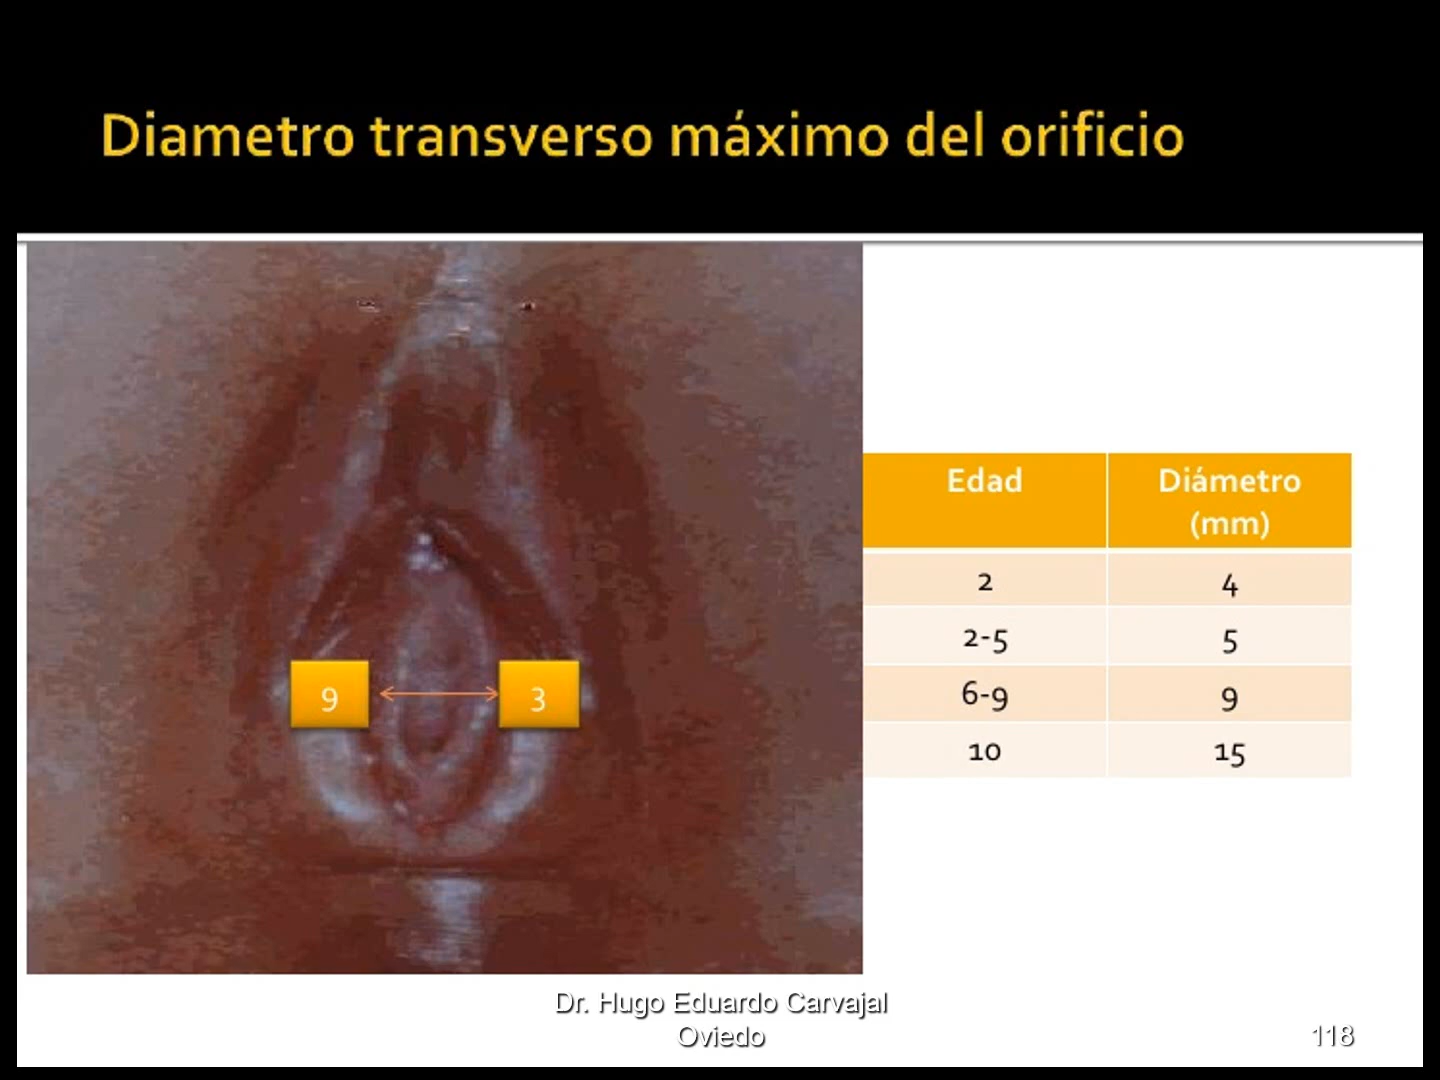 Diametro transverso máximo del orificio
9
3
Edad Diámetro
(mm)
2 4
2-5 5
6-9 9
10 15
Dr. Hugo Eduardo Carvajal
Oviedo
118